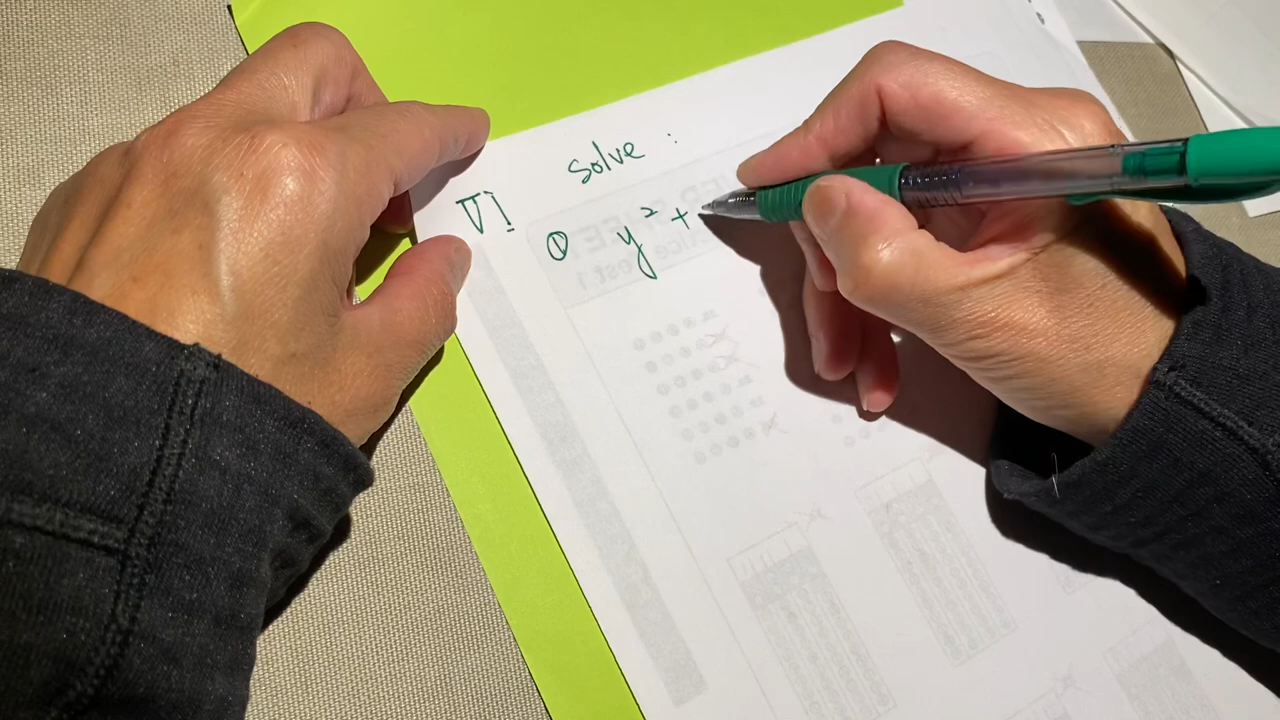 Solve :
VI
① y² +